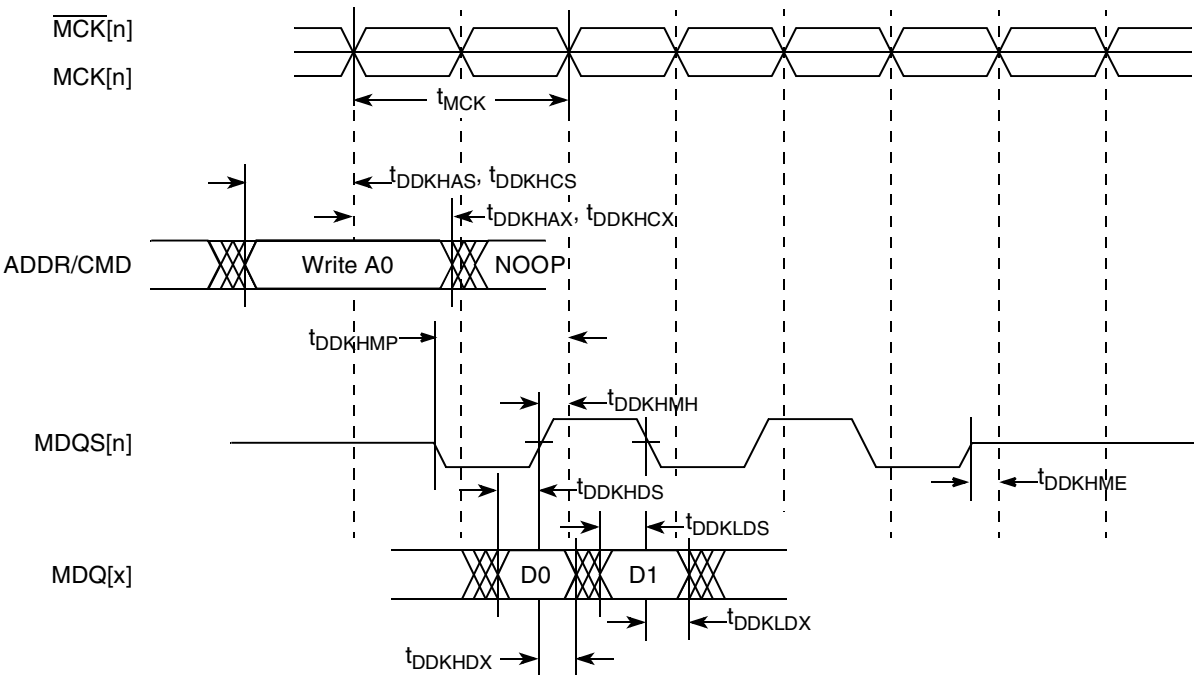 MCK[n]
MCK[n]
tMCK
tDDKHAS, tDDKHCS
tDDKHAX, tDDKHCX
ADDR/CMD
Write A0
NOOP
tDDKHMP
tDDKHMH
MDQS[n]
tDDKHDS
tDDKHME
tDDKLDS
MDQ[x]
D0
D1
tDDKLDX
tDDKHDX